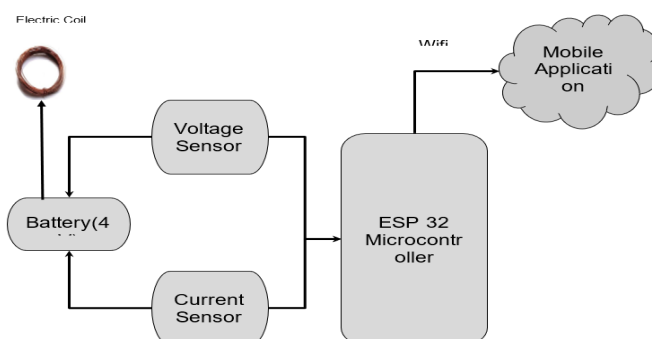 Electric Coil
Wifi
Mobile
Applicati
on
Voltage
Sensor
Battery(4
ESP 32
Microcontr
oller
Current
Sensor